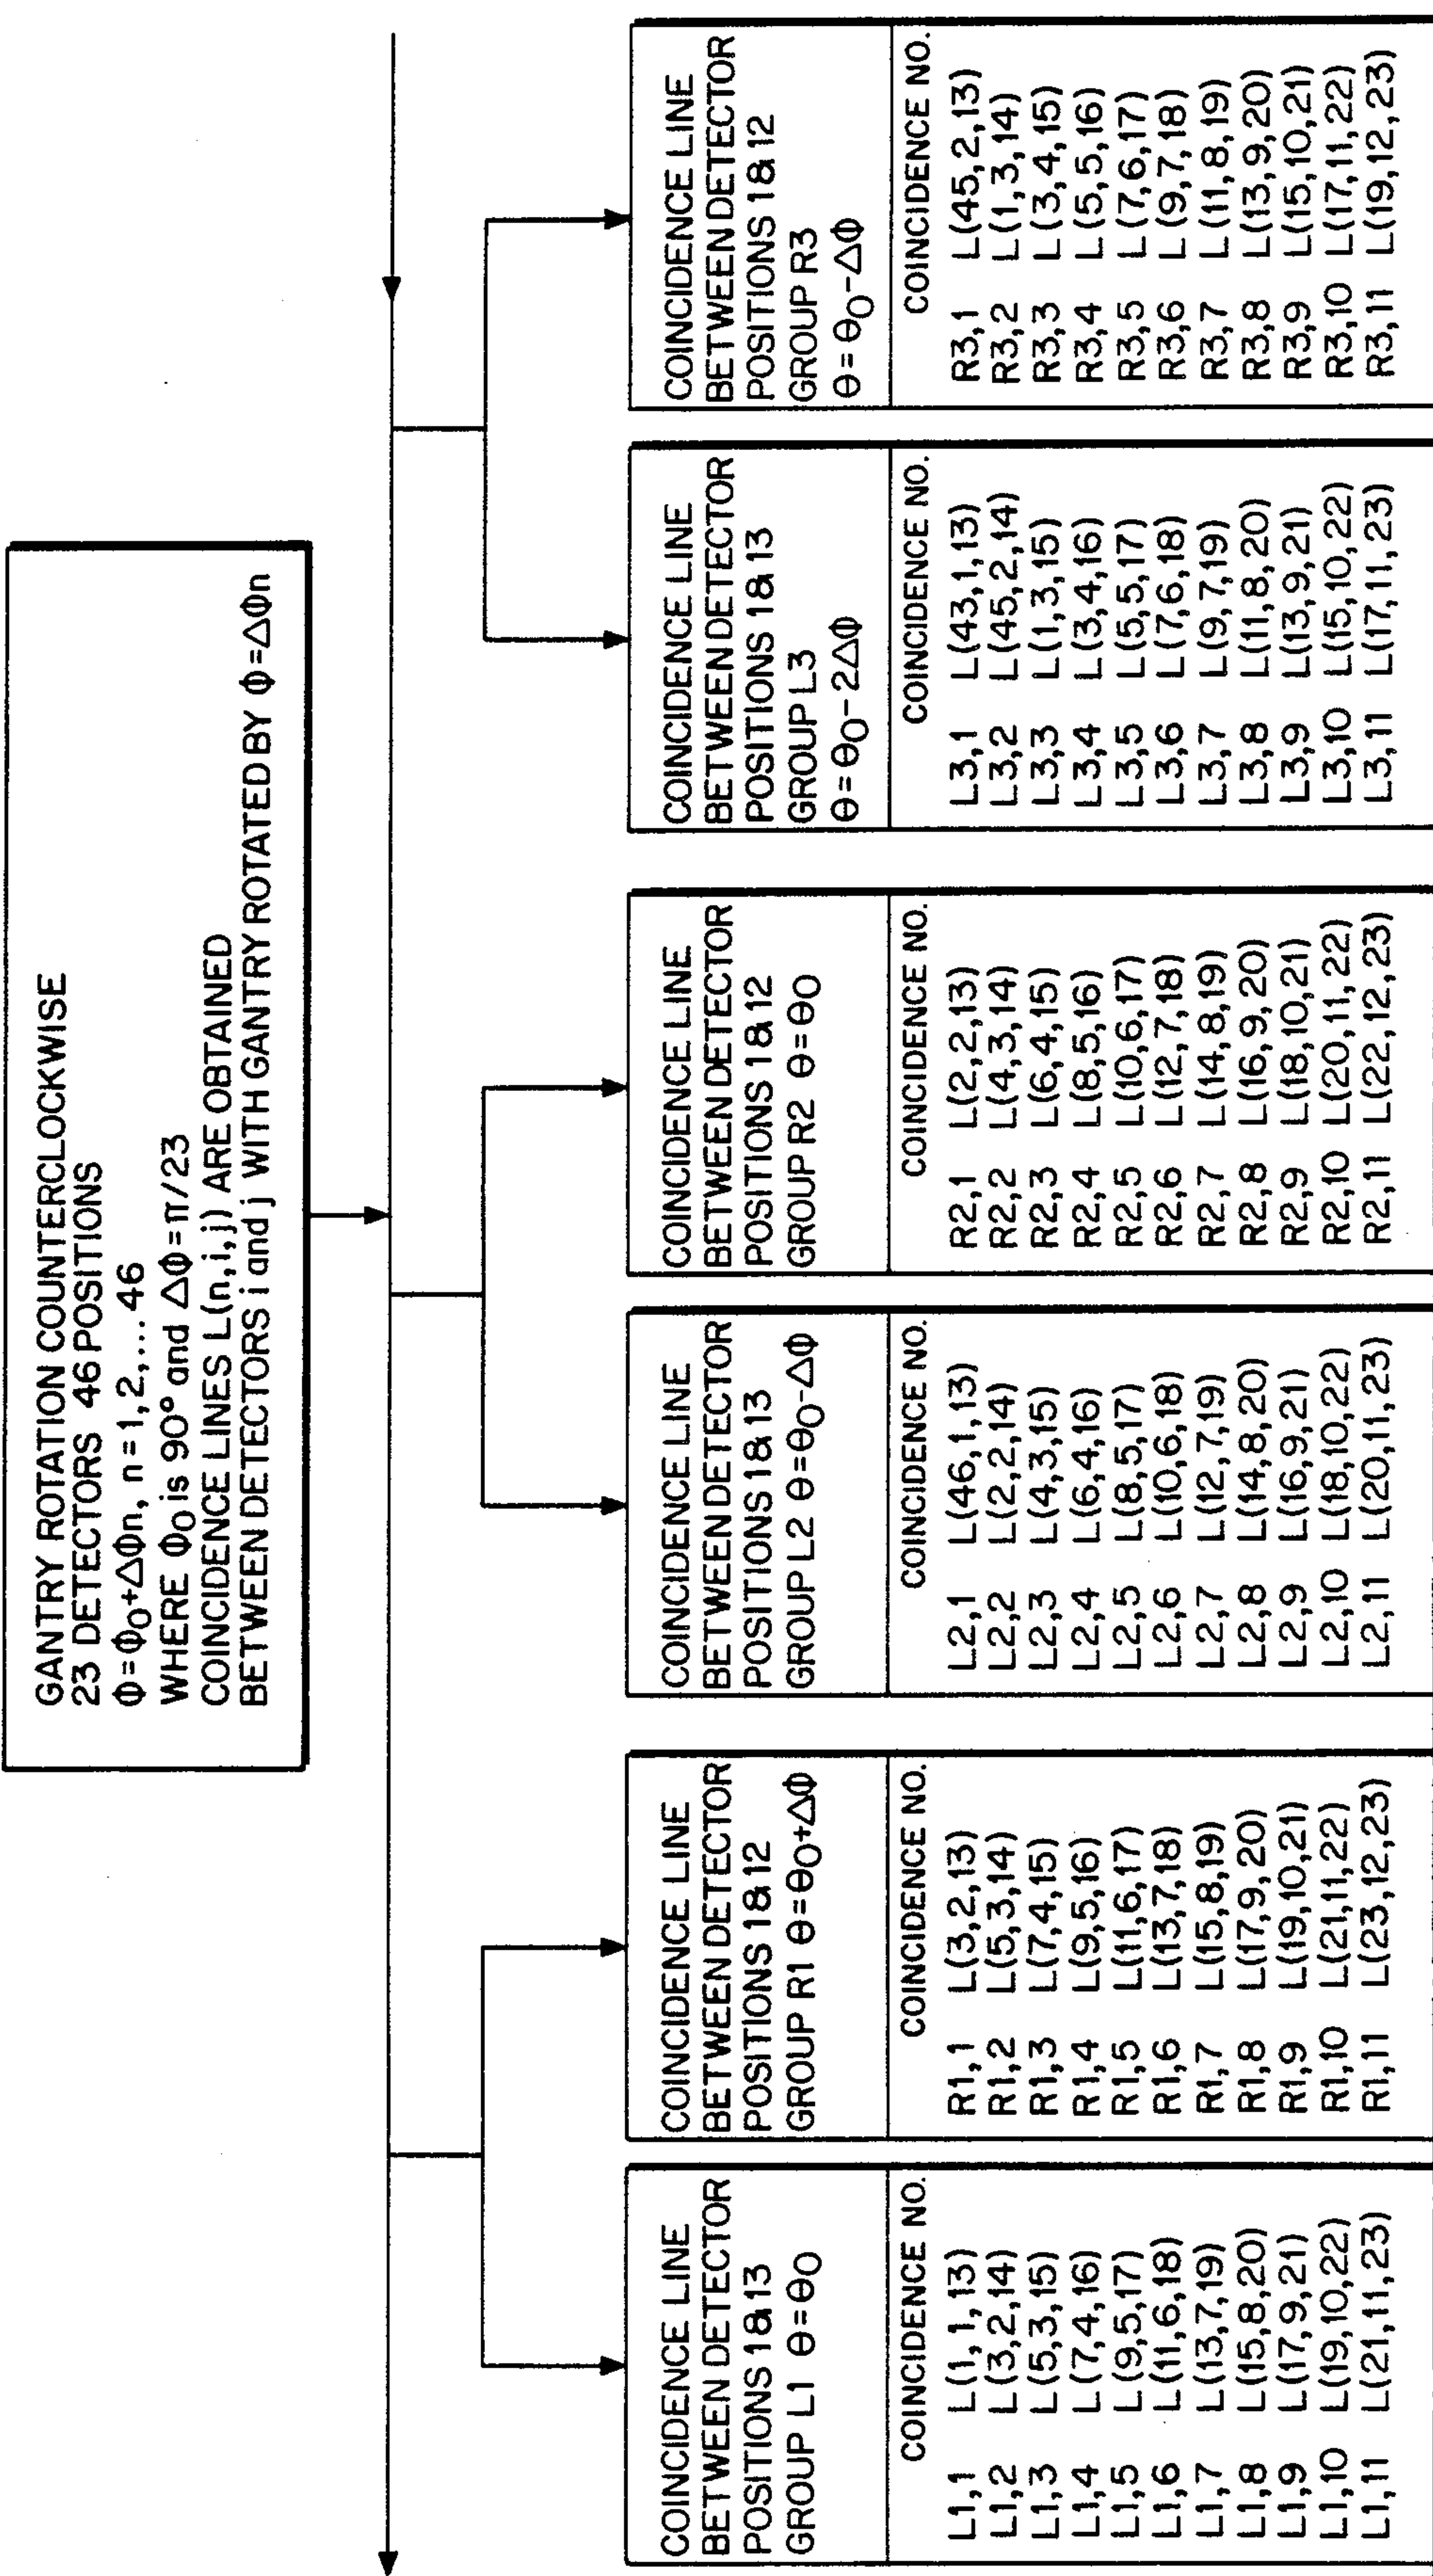 GANTRY ROTATION COUNTERCLOCKWISE
23 DETECTORS 46 POSITIONS
Φ=Φ0+ΔΦn, n=1,2,...46
WHERE Φ0 is 90° and ΔΦ=π/23
COINCIDENCE LINES L(n,i,j) ARE OBTAINED
BETWEEN DETECTORS i and j WITH GANTRY ROTATED BY Φ=ΔΦn
COINCIDENCE LINE
BETWEEN DETECTOR
POSITIONS 1&13
GROUP L1 θ=θ0
COINCIDENCE NO.
L1,1 L(1,1,13)
L1,2 L(3,2,14)
L1,3 L(5,3,15)
L1,4 L(7,4,16)
L1,5 L(9,5,17)
L1,6 L(11,6,18)
L1,7 L(13,7,19)
L1,8 L(15,8,20)
L1,9 L(17,9,21)
L1,10 L(19,10,22)
L1,11 L(21,11,23)
COINCIDENCE LINE
BETWEEN DETECTOR
POSITIONS 1&12
GROUP R1 θ=θ0+ΔΦ
COINCIDENCE NO.
R1,1 L(3,2,13)
R1,2 L(5,3,14)
R1,3 L(7,4,15)
R1,4 L(9,5,16)
R1,5 L(11,6,17)
R1,6 L(13,7,18)
R1,7 L(15,8,19)
R1,8 L(17,9,20)
R1,9 L(19,10,21)
R1,10 L(21,11,22)
R1,11 L(23,12,23)
COINCIDENCE LINE
BETWEEN DETECTOR
POSITIONS 1&13
GROUP L2 θ=θ0-ΔΦ
COINCIDENCE NO.
L2,1 L(46,1,13)
L2,2 L(2,2,14)
L2,3 L(4,3,15)
L2,4 L(6,4,16)
L2,5 L(8,5,17)
L2,6 L(10,6,18)
L2,7 L(12,7,19)
L2,8 L(14,8,20)
L2,9 L(16,9,21)
L2,10 L(18,10,22)
L2,11 L(20,11,23)
COINCIDENCE LINE
BETWEEN DETECTOR
POSITIONS 1&12
GROUP R2 θ=θ0
COINCIDENCE NO.
R2,1 L(2,2,13)
R2,2 L(4,3,14)
R2,3 L(6,4,15)
R2,4 L(8,5,16)
R2,5 L(10,6,17)
R2,6 L(12,7,18)
R2,7 L(14,8,19)
R2,8 L(16,9,20)
R2,9 L(18,10,21)
R2,10 L(20,11,22)
R2,11 L(22,12,23)
COINCIDENCE LINE
BETWEEN DETECTOR
POSITIONS 1&13
GROUP L3
θ=θ0-2ΔΦ
COINCIDENCE NO.
L3,1 L(43,1,13)
L3,2 L(45,2,14)
L3,3 L(1,3,15)
L3,4 L(3,4,16)
L3,5 L(5,5,17)
L3,6 L(7,6,18)
L3,7 L(9,7,19)
L3,8 L(11,8,20)
L3,9 L(13,9,21)
L3,10 L(15,10,22)
L3,11 L(17,11,23)
COINCIDENCE LINE
BETWEEN DETECTOR
POSITIONS 1&12
GROUP R3
θ=θ0-ΔΦ
COINCIDENCE NO.
R3,1 L(45,2,13)
R3,2 L(1,3,14)
R3,3 L(3,4,15)
R3,4 L(5,5,16)
R3,5 L(7,6,17)
R3,6 L(9,7,18)
R3,7 L(11,8,19)
R3,8 L(13,9,20)
R3,9 L(15,10,21)
R3,10 L(17,11,22)
R3,11 L(19,12,23)